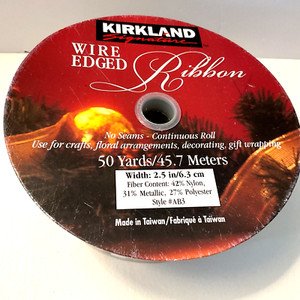 KIRKLAND
Signature
WIRE
EDGED
Ribbon
No Seams - Continuous Roll
Use for crafts, floral arrangements, decorating, gift wrapping
50 Yards/45.7 Meters
Width: 2.5 in/6.3 cm
Fiber Content: 42% Nylon,
31% Metallic, 27% Polyester
Style #AB3
Made in Taiwan/Fabriqué à Taiwan